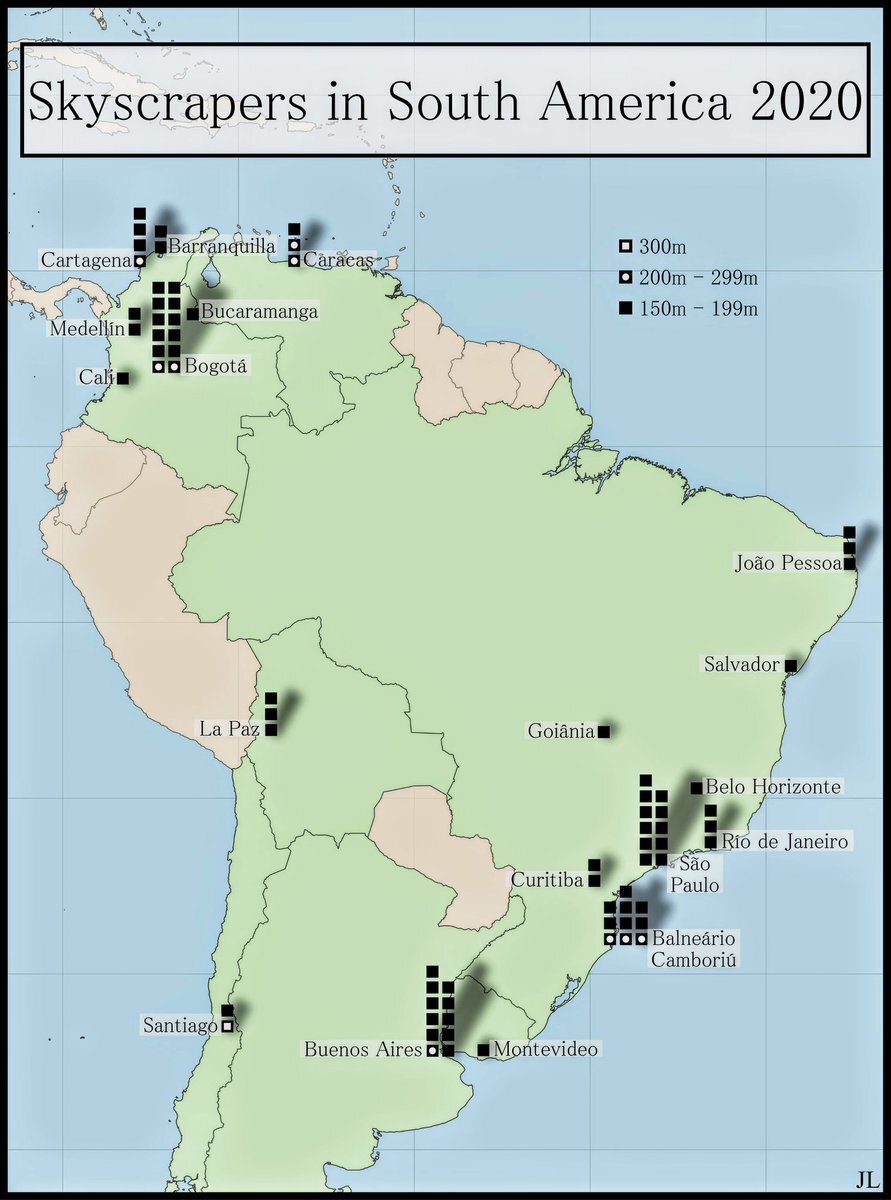 Skyscrapers in South America 2020
300m
200m – 299m
150m – 199m
Cartagena
Barranquilla
Caracas
Medellín
Bucaramanga
Bogotá
Cali
João Pessoa
Salvador
La Paz
Goiânia
Belo Horizonte
Río de Janeiro
São
Paulo
Curitiba
Balneário
Camboriú
Santiago
Buenos Aires
Montevideo
JL